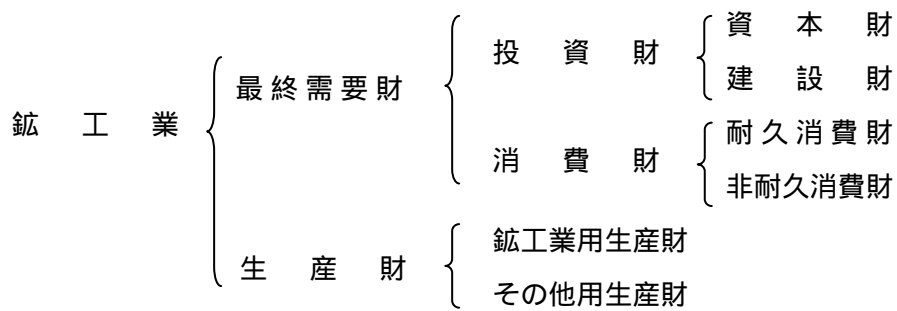 鉱工業
最終需要財
投資財
資本財
建設財
消費財
耐久消費財
非耐久消費財
生産財
鉱工業用生産財
その他用生産財